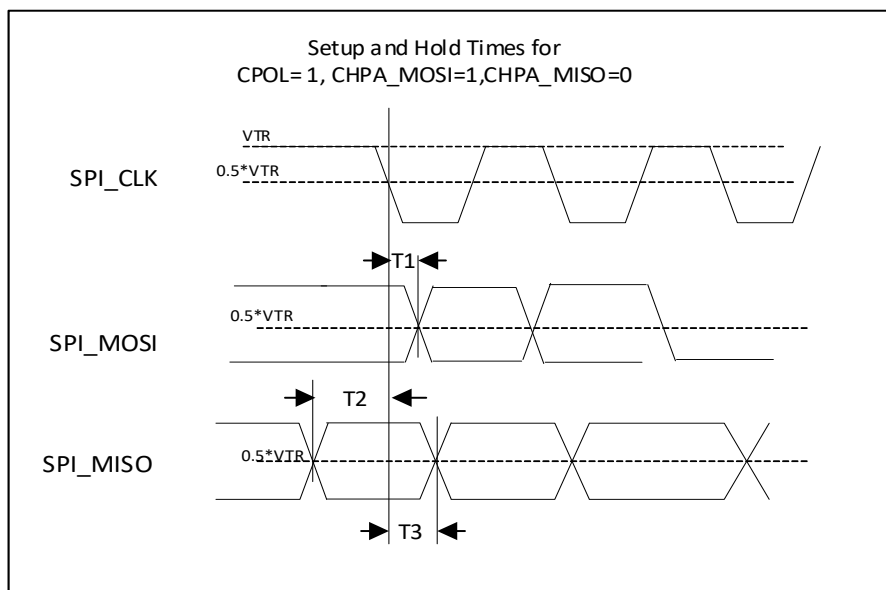 Setup and Hold Times for
CPOL= 1, CHPA_MOSI=1,CHPA_MISO=0
VTR
SPI_CLK
0.5*VTR
T1
0.5*VTR
SPI_MOSI
T2
SPI_MISO
0.5*VTR
T3